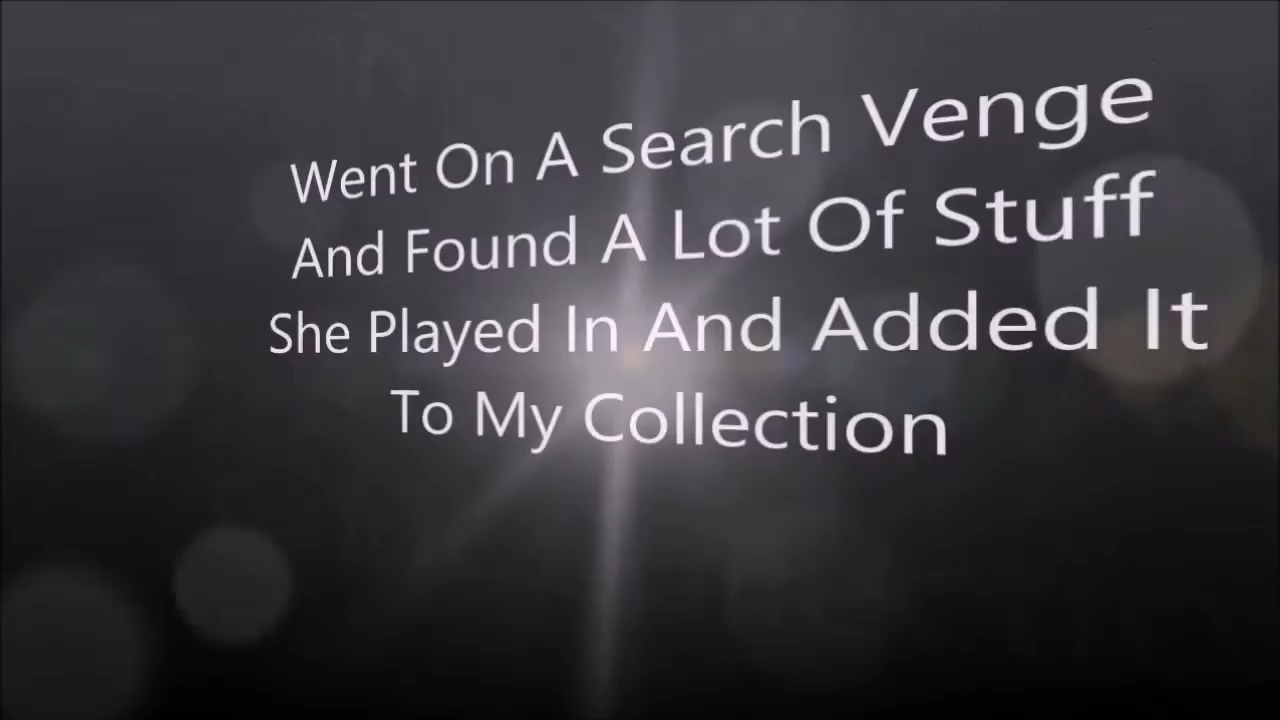 Went On A Search Venge
And Found A Lot Of Stuff
She Played In And Added It
To My Collection